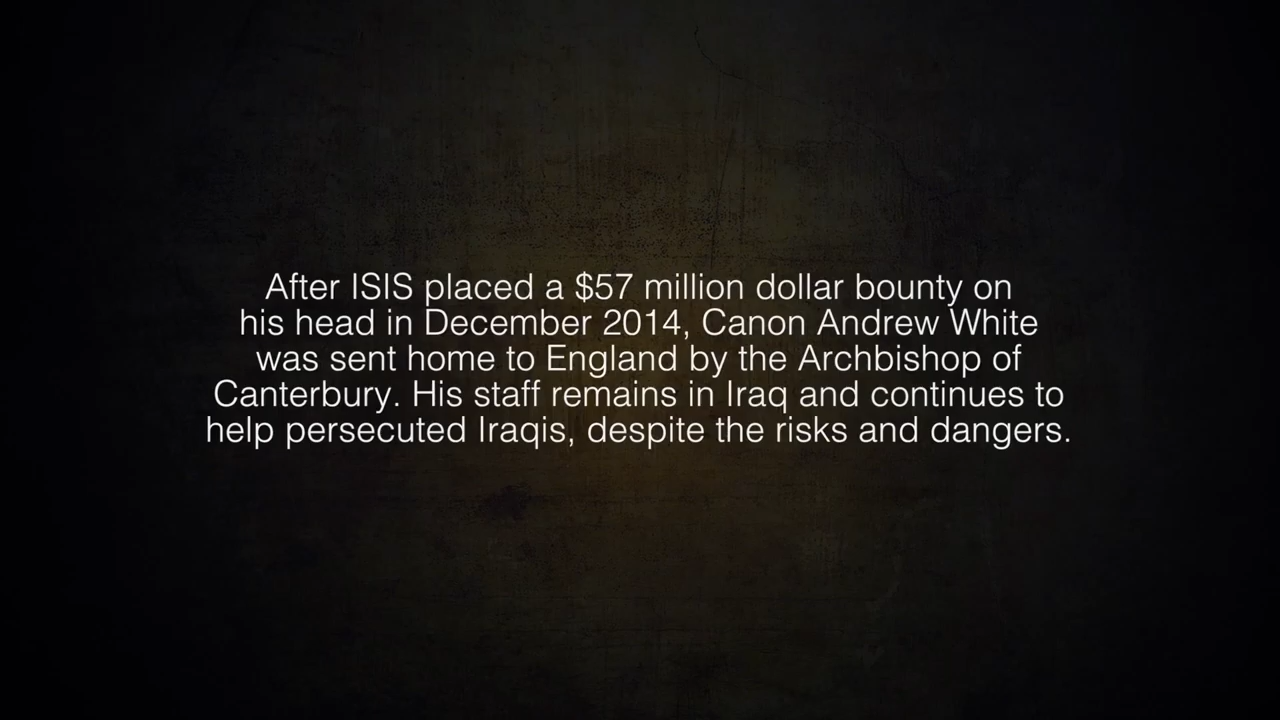 After ISIS placed a $57 million dollar bounty on
his head in December 2014, Canon Andrew White
was sent home to England by the Archbishop of
Canterbury. His staff remains in Iraq and continues to
help persecuted Iraqis, despite the risks and dangers.